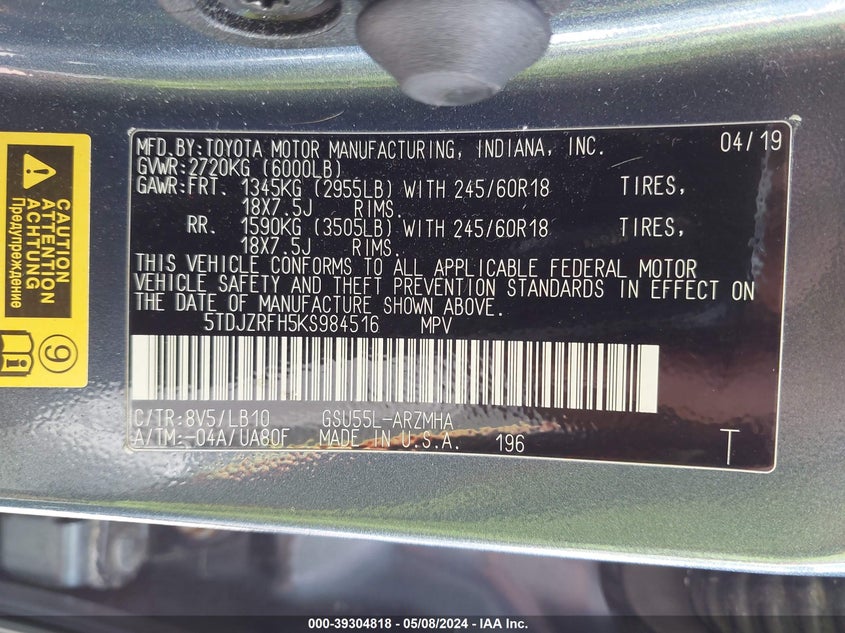 MFD.BY:TOYOTA MOTOR MANUFACTURING, INDIANA, INC. 04/19
GVWR:2720KG (6000LB)
GAWR:FRT. 1345KG (2955LB) WITH 245/60R18 TIRES,
18X7.5J RIMS.
RR. 1590KG (3505LB) WITH 245/60R18 TIRES,
18X7.5J RIMS.
THIS VEHICLE CONFORMS TO ALL APPLICABLE FEDERAL MOTOR
VEHICLE SAFETY AND THEFT PREVENTION STANDARDS IN EFFECT ON
THE DATE OF MANUFACTURE SHOWN ABOVE.
5TDJZRFH5KS984516 MPV
C/TR:8V5/LB10 GSU55L-ARZMHA
A/TM:-04A/UA80F MADE IN U.S.A. 196 T
CAUTION
ATTENTION
ACHTUNG
Предупреждение
9
000-39304818 - 05/08/2024 - IAA Inc.